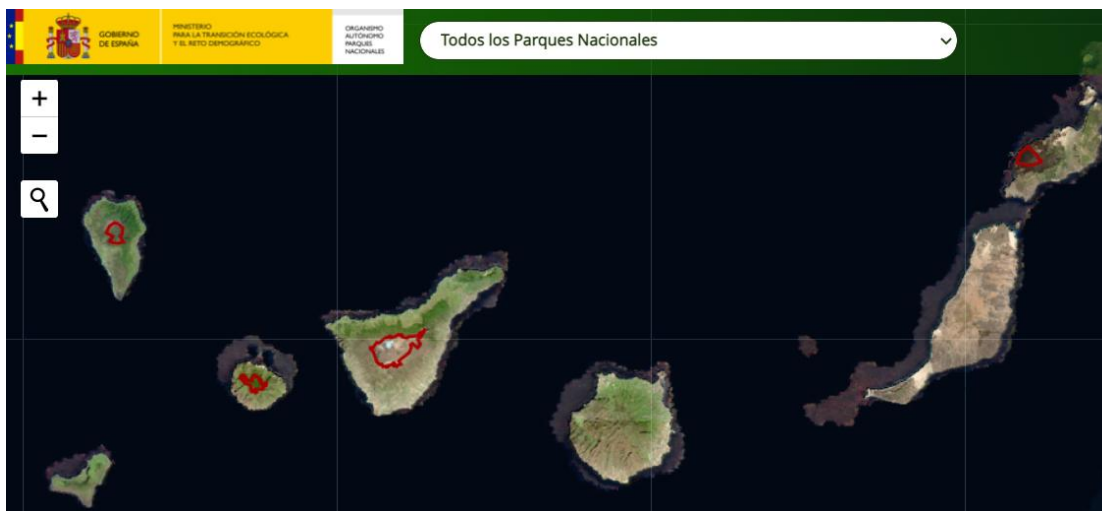 GOBIERNO
DE ESPAÑA
MINISTERIO
PARA LA TRANSICIÓN ECOLÓGICA
Y EL RETO DEMOGRÁFICO
ORGANISMO
AUTÓNOMO
PARQUES
NACIONALES
Todos los Parques Nacionales
+
−